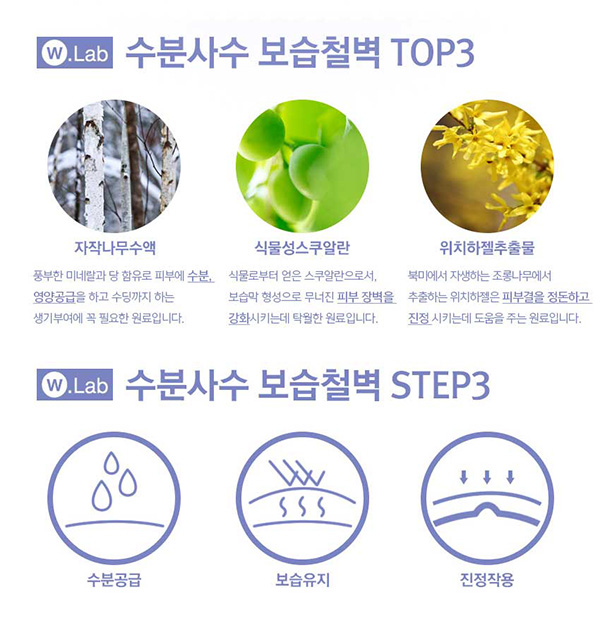 W.Lab 수분사수 보습철벽 TOP3
자작나무수액
풍부한 미네랄과 당 함유로 피부에 수분,
영양공급을 하고 수딩까지 하는
생기부여에 꼭 필요한 원료입니다.
식물성스쿠알란
식물로부터 얻은 스쿠알란으로서,
보습막 형성으로 무너진 피부 장벽을
강화시키는데 탁월한 원료입니다.
위치하젤추출물
북미에서 자생하는 조롱나무에서
추출하는 위치하젤은 피부결을 정돈하고
진정 시키는데 도움을 주는 원료입니다.
W.Lab 수분사수 보습철벽 STEP3
수분공급
보습유지
진정작용